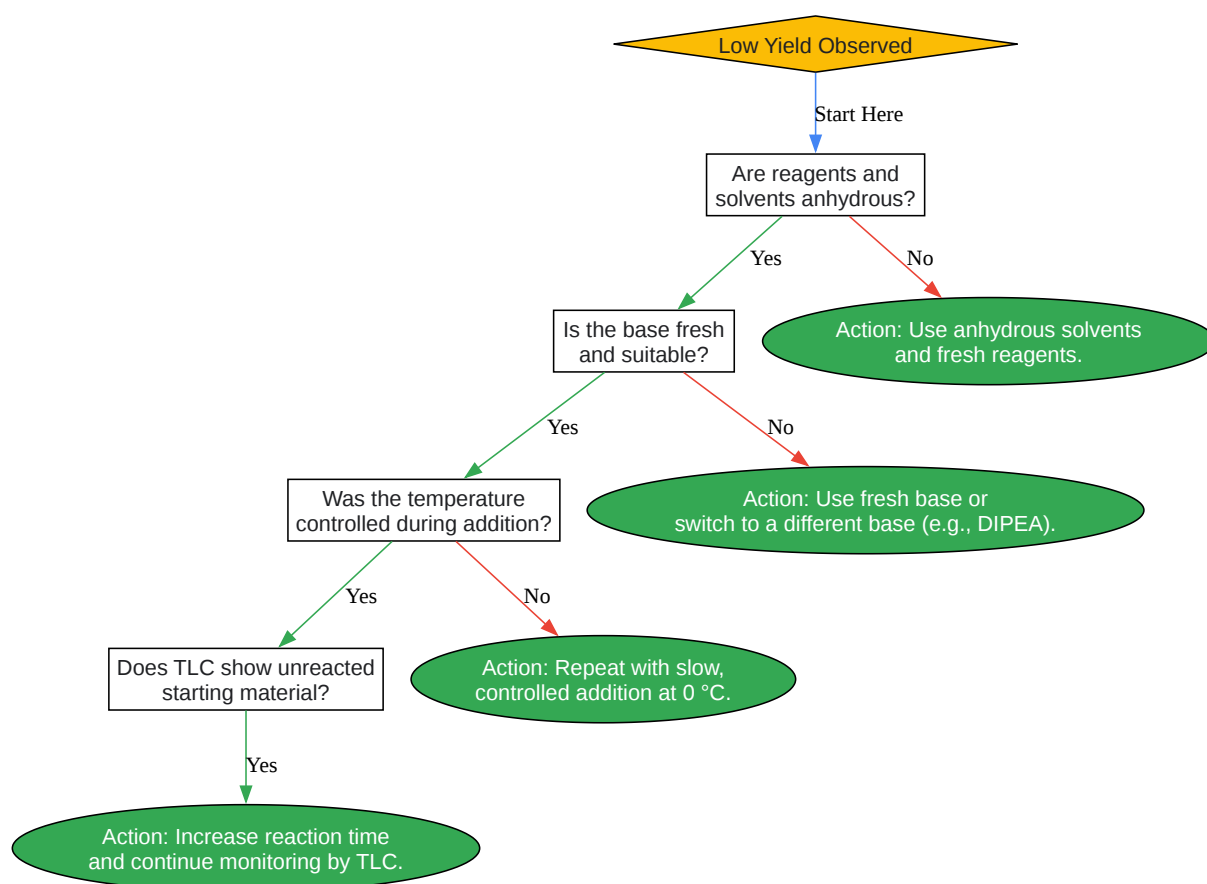 Low Yield Observed
Start Here
Are reagents and
solvents anhydrous?
Yes
No
Is the base fresh
and suitable?
Action: Use anhydrous solvents
and fresh reagents.
Yes
No
Was the temperature
controlled during addition?
Action: Use fresh base or
switch to a different base (e.g., DIPEA).
Yes
No
Does TLC show unreacted
starting material?
Action: Repeat with slow,
controlled addition at 0 °C.
Yes
Action: Increase reaction time
and continue monitoring by TLC.